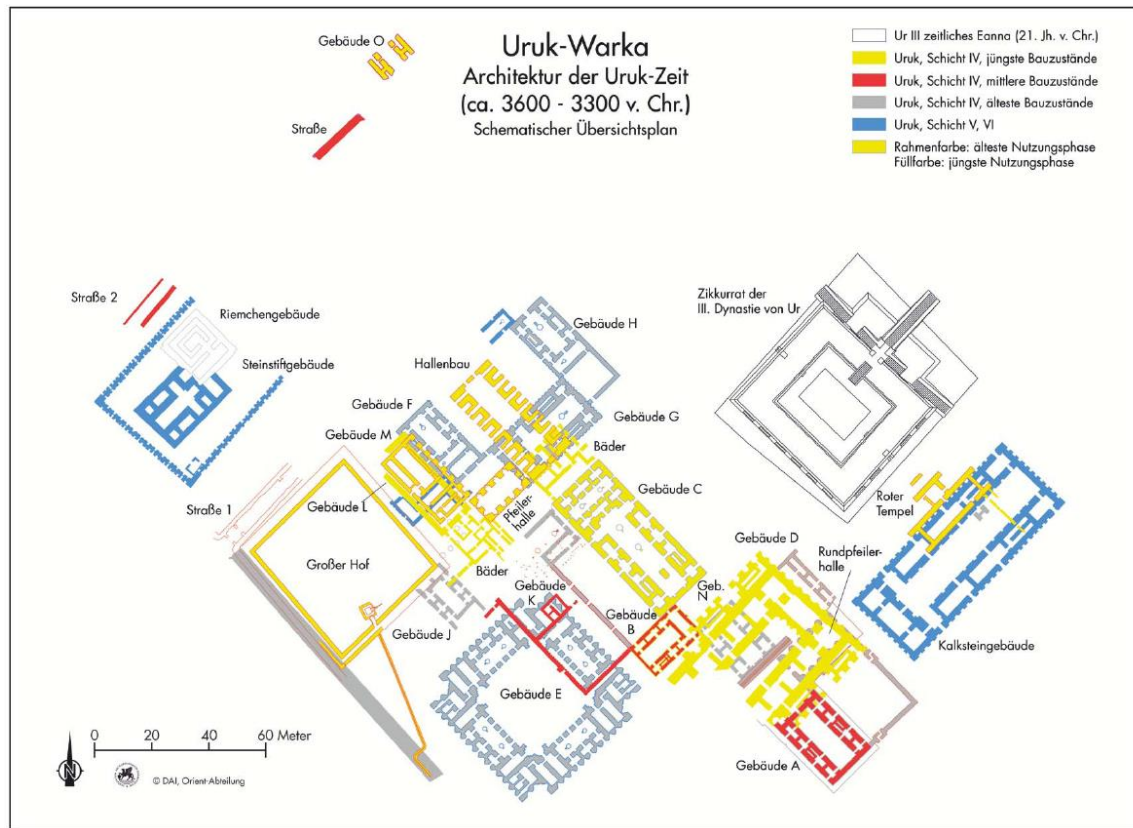 Uruk-Warka
Architektur der Uruk-Zeit
(ca. 3600 - 3300 v. Chr.)
Schematischer Übersichtsplan
Ur III zeitliches Eanna (21. Jh. v. Chr.)
Uruk, Schicht IV, jüngste Bauzustände
Uruk, Schicht IV, mittlere Bauzustände
Uruk, Schicht IV, älteste Bauzustände
Uruk, Schicht V, VI
Rahmenfarbe: älteste Nutzungsphase
Füllfarbe: jüngste Nutzungsphase
Gebäude O
Straße
Straße 2
Riemchengebäude
Steinstiftgebäude
Gebäude H
Hallenbau
Gebäude F
Gebäude G
Gebäude M
Bäder
Zikkurrat der
III. Dynastie von Ur
Gebäude C
Straße 1
Gebäude L
Pfeiler-
halle
Roter
Tempel
Gebäude D
Rundpfeiler-
halle
Großer Hof
Bäder
Gebäude
K
Geb.
N
Gebäude
B
Gebäude J
Kalksteingebäude
Gebäude E
Gebäude A
0 20 40 60 Meter
N
© DAI, Orient-Abteilung